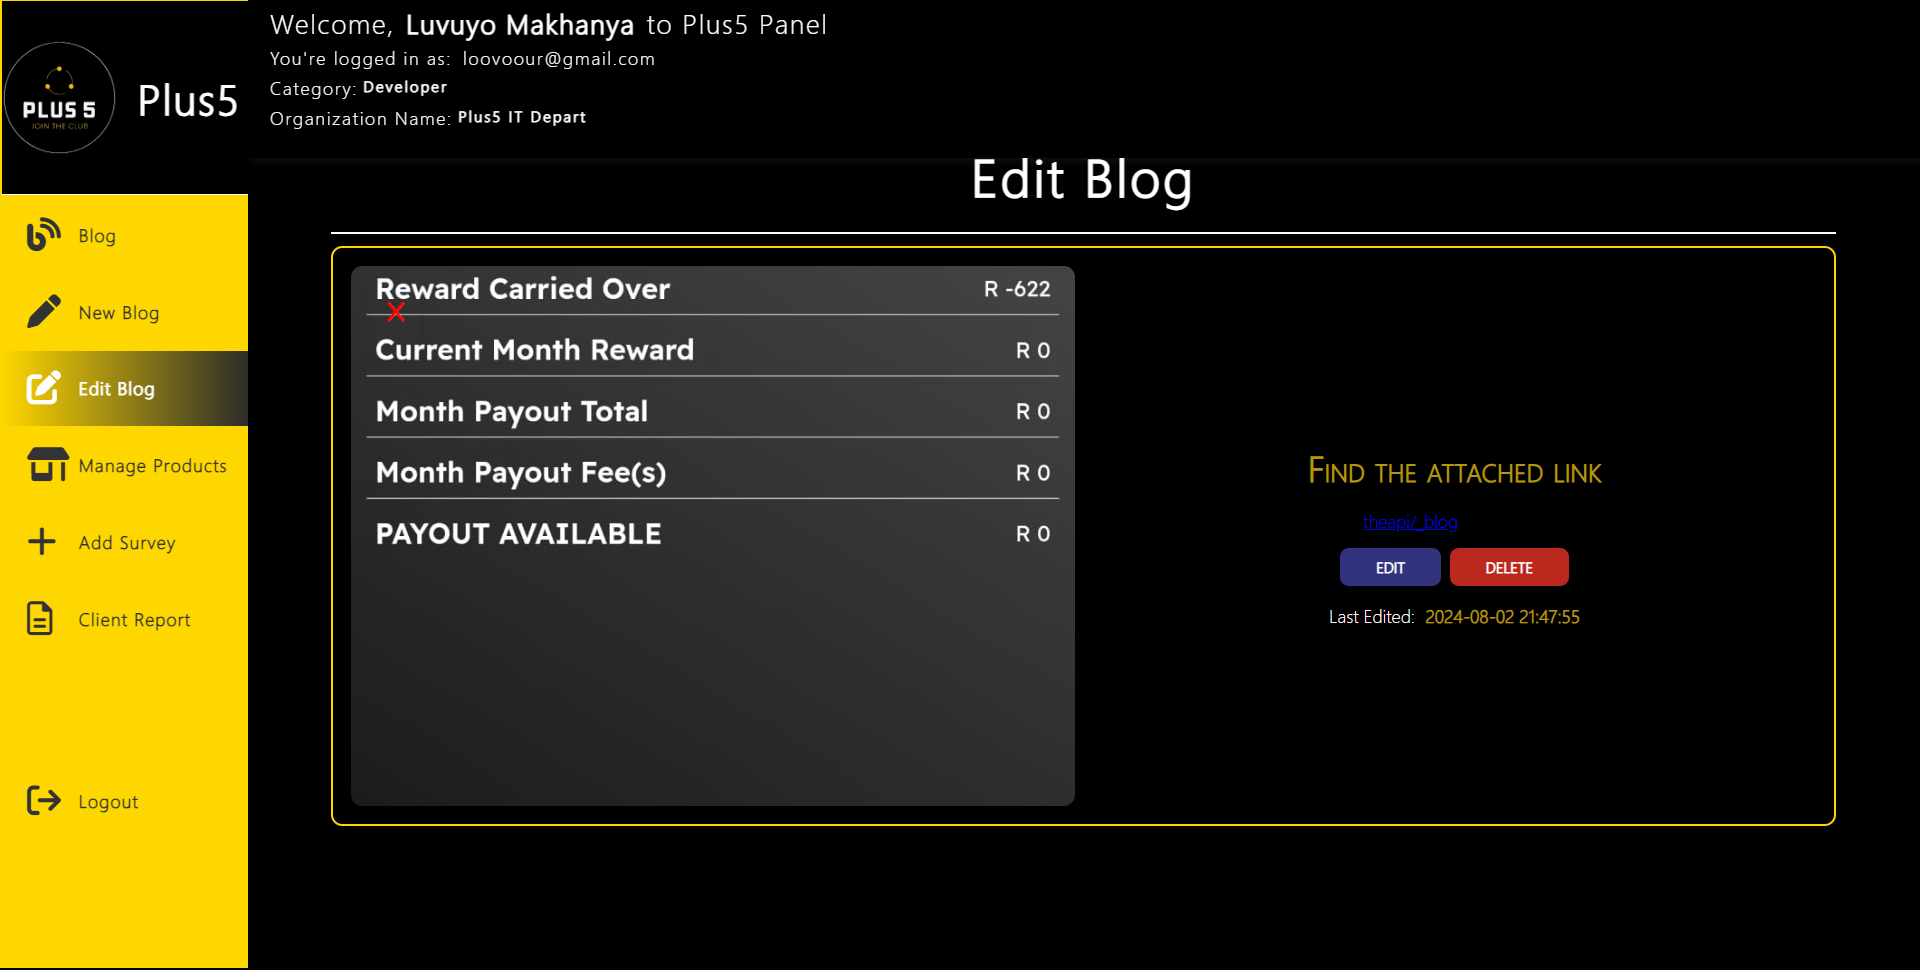 PLUS 5
JOIN THE CLUB
Plus5
Welcome, Luvuyo Makhanya to Plus5 Panel
You're logged in as: loovoour@gmail.com
Category: Developer
Organization Name: Plus5 IT Depart
Blog
New Blog
Edit Blog
Manage Products
Add Survey
Client Report
Logout
Edit Blog
Reward Carried Over R -622
X
Current Month Reward R 0
Month Payout Total R 0
Month Payout Fee(s) R 0
PAYOUT AVAILABLE R 0
Find the attached link
theapi/_blog
EDIT DELETE
Last Edited: 2024-08-02 21:47:55